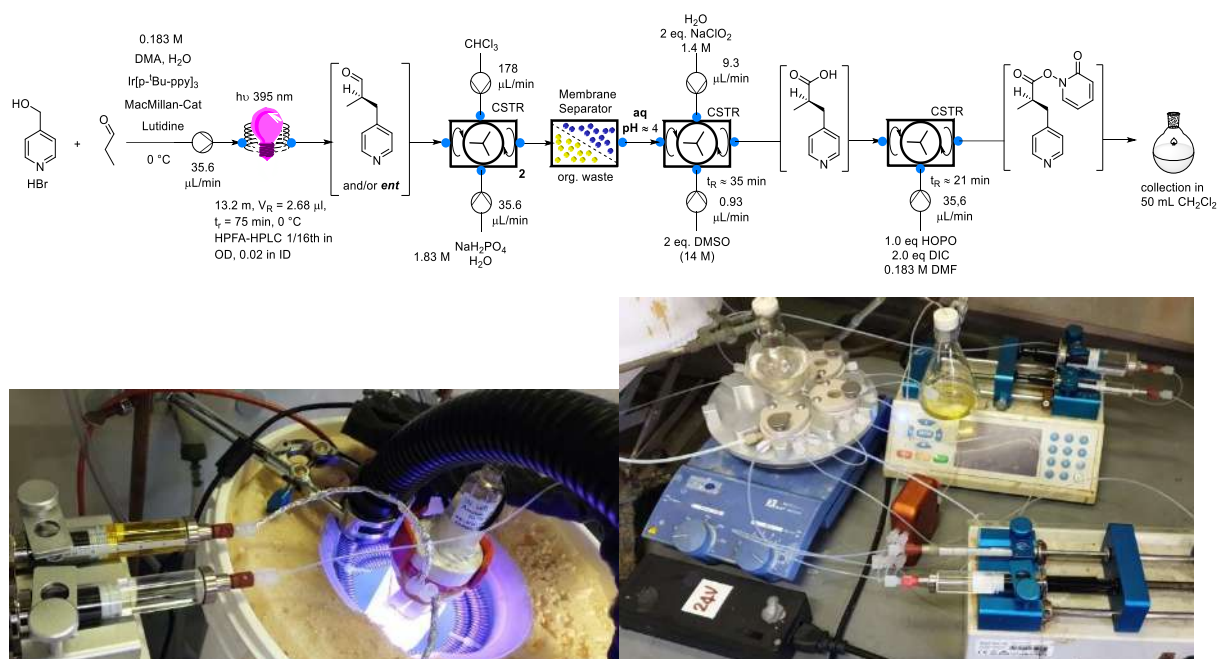 0.183 M
DMA, H2O
Ir[p-tBu-ppy]3
MacMillan-Cat
Lutidine
0 °C
HO
N
HBr
+
O
35.6
µL/min
hυ 395 nm
13.2 m, VR = 2.68 µl,
tr = 75 min, 0 °C
HPFA-HPLC 1/16th in
OD, 0.02 in ID
O
H
N
and/or ent
CHCl3
178
µL/min
CSTR
2
35.6
µL/min
1.83 M
NaH2PO4
H2O
Membrane
Separator
org. waste
aq
pH ≈ 4
H2O
2 eq. NaClO2
1.4 M
9.3
µL/min
CSTR
tR ≈ 35 min
0.93
µL/min
2 eq. DMSO
(14 M)
O
OH
H
N
CSTR
tR ≈ 21 min
35,6
µL/min
1.0 eq HOPO
2.0 eq DIC
0.183 M DMF
O
O
N
O
H
N
collection in
50 mL CH2Cl2
24V